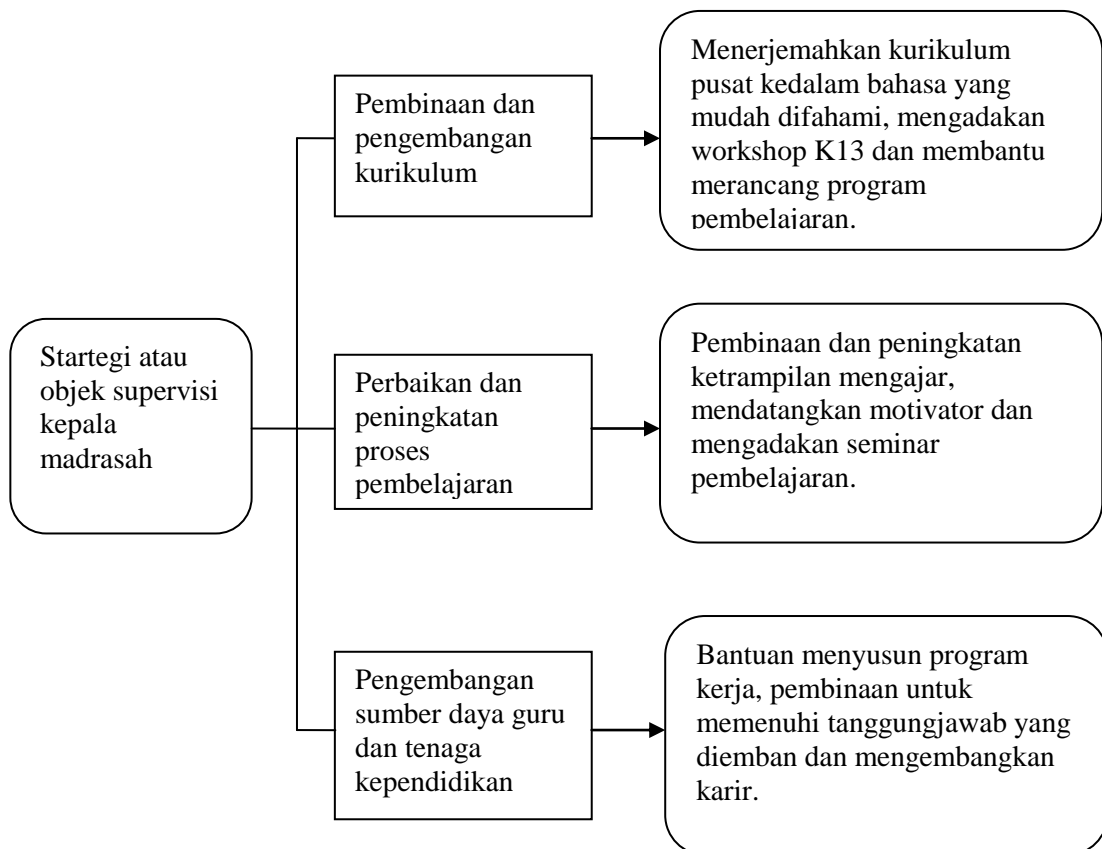 Menerjemahkan kurikulum
pusat kedalam bahasa yang
mudah difahami, mengadakan
workshop K13 dan membantu
merancang program
pembelajaran.
Pembinaan dan
pengembangan
kurikulum
Startegi atau
objek supervisi
kepala
madrasah
Perbaikan dan
peningkatan
proses
pembelajaran
Pembinaan dan peningkatan
ketrampilan mengajar,
mendatangkan motivator dan
mengadakan seminar
pembelajaran.
Pengembangan
sumber daya guru
dan tenaga
kependidikan
Bantuan menyusun program
kerja, pembinaan untuk
memenuhi tanggungjawab yang
diemban dan mengembangkan
karir.